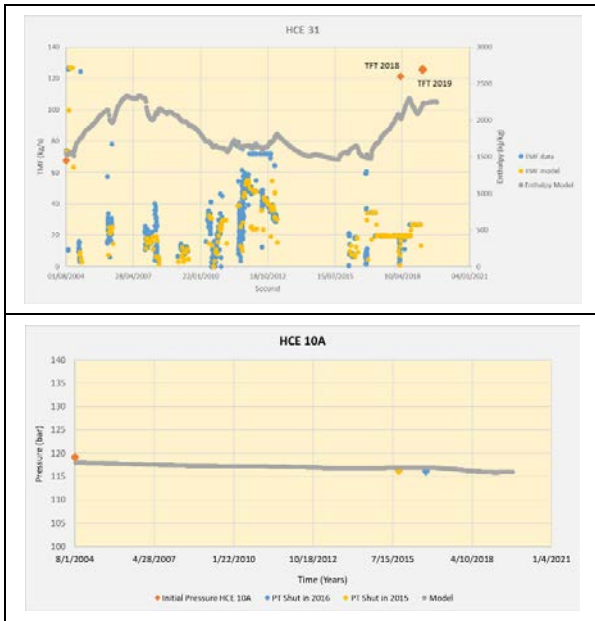 HCE 31
140
120
100
80
60
40
20
0
TMF (kg/s)
3000
2500
2000
1500
1000
500
0
Enthalpy (kJ/kg)
TFT 2018
TFT 2019
TMF data
TMF model
Enthalpy Model
01/08/2004 28/04/2007 22/01/2010 18/10/2012 15/07/2015 10/04/2018 04/01/2021
Second
HCE 10A
140
135
130
125
120
115
110
105
100
Pressure [bar]
8/1/2004 4/28/2007 1/22/2010 10/18/2012 7/15/2015 4/10/2018 1/4/2021
Time (Years)
Initial Pressure HCE 10A PT Shut in 2016 PT Shut in 2015 Model